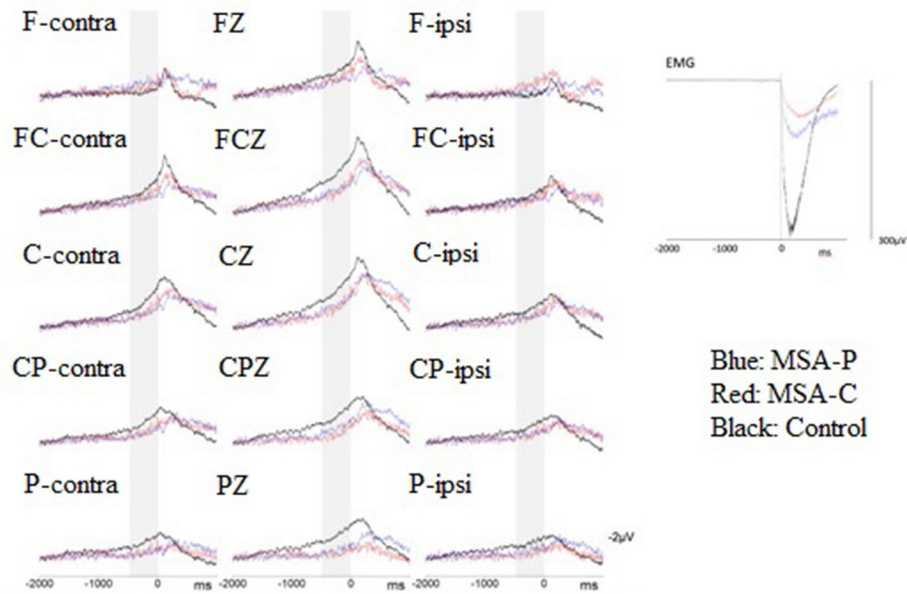 F-contra FZ F-ipsi
EMG
FC-contra FCZ FC-ipsi
-2000 -1000 0 ms 300µV
C-contra CZ C-ipsi
CP-contra CPZ CP-ipsi
Blue: MSA-P
Red: MSA-C
Black: Control
P-contra PZ P-ipsi
-2µV
-2000 -1000 0 ms -2000 -1000 0 ms -2000 -1000 0 ms